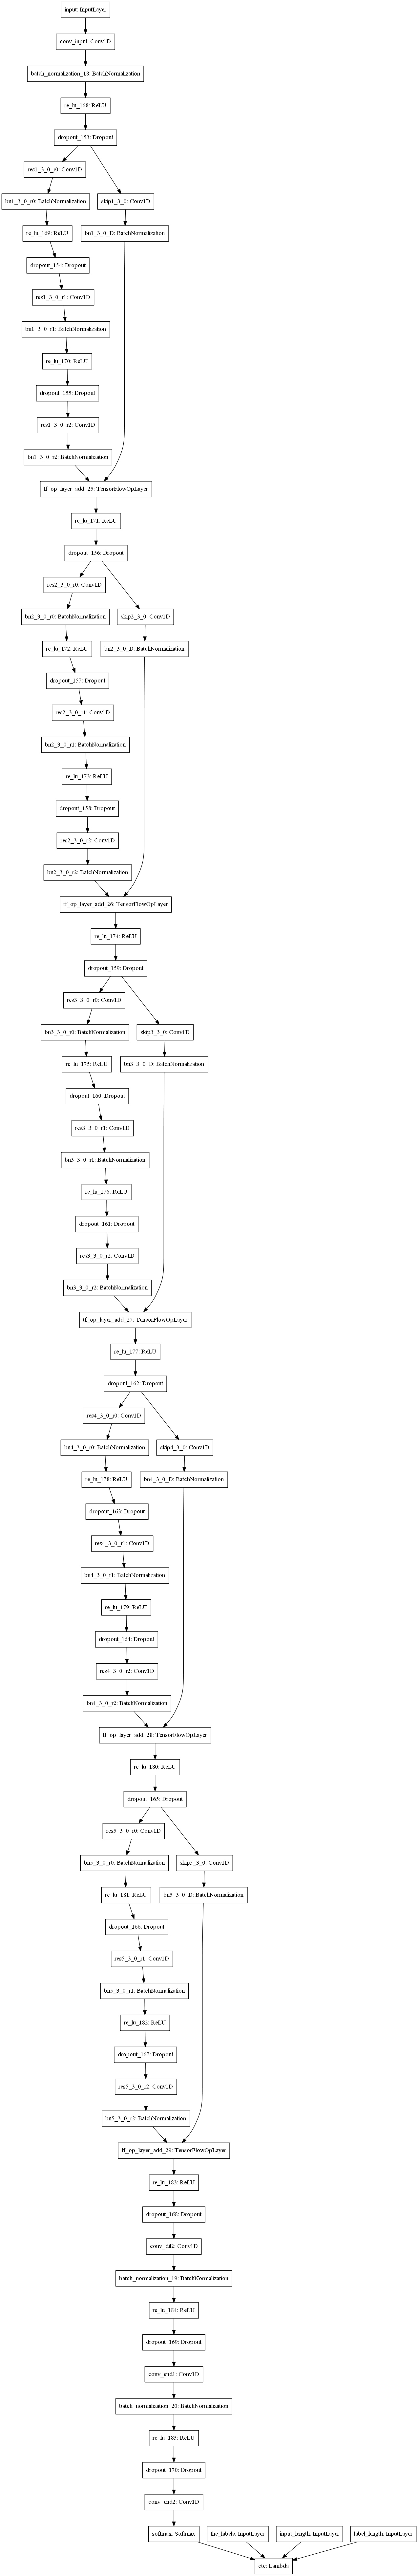 input: InputLayer
conv_input: Conv1D
batch_normalization_18: BatchNormalization
re_lu_168: ReLU
dropout_153: Dropout
res1_3_0_r0: Conv1D
bn1_3_0_r0: BatchNormalization
skip1_3_0: Conv1D
re_lu_169: ReLU
bn1_3_0_D: BatchNormalization
dropout_154: Dropout
res1_3_0_r1: Conv1D
bn1_3_0_r1: BatchNormalization
re_lu_170: ReLU
dropout_155: Dropout
res1_3_0_r2: Conv1D
bn1_3_0_r2: BatchNormalization
tf_op_layer_add_25: TensorFlowOpLayer
re_lu_171: ReLU
dropout_156: Dropout
res2_3_0_r0: Conv1D
bn2_3_0_r0: BatchNormalization
skip2_3_0: Conv1D
re_lu_172: ReLU
bn2_3_0_D: BatchNormalization
dropout_157: Dropout
res2_3_0_r1: Conv1D
bn2_3_0_r1: BatchNormalization
re_lu_173: ReLU
dropout_158: Dropout
res2_3_0_r2: Conv1D
bn2_3_0_r2: BatchNormalization
tf_op_layer_add_26: TensorFlowOpLayer
re_lu_174: ReLU
dropout_159: Dropout
res3_3_0_r0: Conv1D
bn3_3_0_r0: BatchNormalization
skip3_3_0: Conv1D
re_lu_175: ReLU
bn3_3_0_D: BatchNormalization
dropout_160: Dropout
res3_3_0_r1: Conv1D
bn3_3_0_r1: BatchNormalization
re_lu_176: ReLU
dropout_161: Dropout
res3_3_0_r2: Conv1D
bn3_3_0_r2: BatchNormalization
tf_op_layer_add_27: TensorFlowOpLayer
re_lu_177: ReLU
dropout_162: Dropout
res4_3_0_r0: Conv1D
bn4_3_0_r0: BatchNormalization
skip4_3_0: Conv1D
re_lu_178: ReLU
bn4_3_0_D: BatchNormalization
dropout_163: Dropout
res4_3_0_r1: Conv1D
bn4_3_0_r1: BatchNormalization
re_lu_179: ReLU
dropout_164: Dropout
res4_3_0_r2: Conv1D
bn4_3_0_r2: BatchNormalization
tf_op_layer_add_28: TensorFlowOpLayer
re_lu_180: ReLU
dropout_165: Dropout
res5_3_0_r0: Conv1D
bn5_3_0_r0: BatchNormalization
skip5_3_0: Conv1D
re_lu_181: ReLU
bn5_3_0_D: BatchNormalization
dropout_166: Dropout
res5_3_0_r1: Conv1D
bn5_3_0_r1: BatchNormalization
re_lu_182: ReLU
dropout_167: Dropout
res5_3_0_r2: Conv1D
bn5_3_0_r2: BatchNormalization
tf_op_layer_add_29: TensorFlowOpLayer
re_lu_183: ReLU
dropout_168: Dropout
conv_dil2: Conv1D
batch_normalization_19: BatchNormalization
re_lu_184: ReLU
dropout_169: Dropout
conv_end1: Conv1D
batch_normalization_20: BatchNormalization
re_lu_185: ReLU
dropout_170: Dropout
conv_end2: Conv1D
softmax: Softmax
the_labels: InputLayer
input_length: InputLayer
label_length: InputLayer
ctc: Lambda